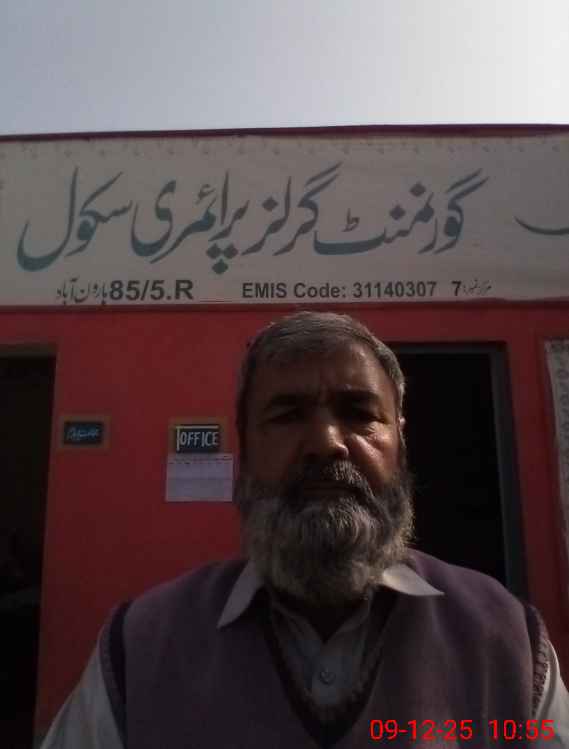 گورنمنٹ گرلز پرائمری سکول
EMIS Code: 31140307 7 85/5.R ہارون آباد
OFFICE
09-12-25 10:55